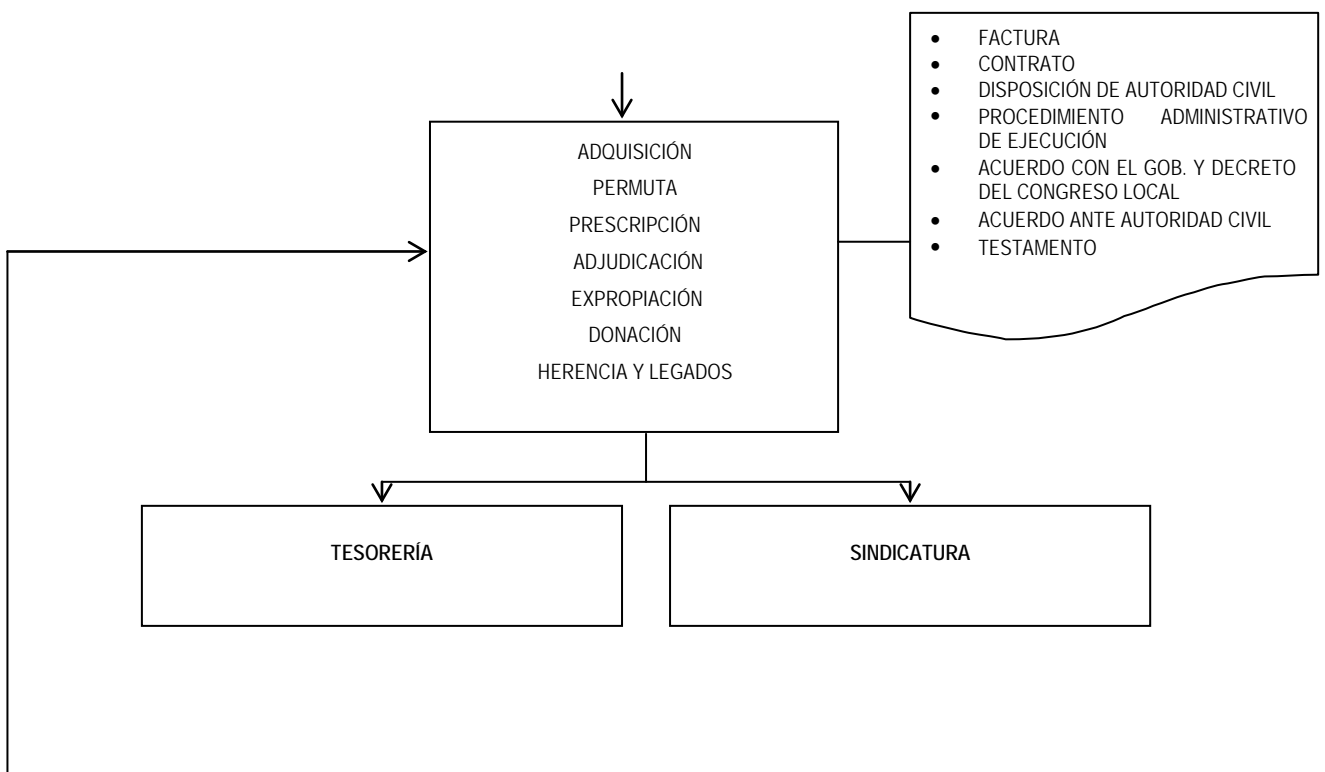 ADQUISICIÓN
PERMUTA
PRESCRIPCIÓN
ADJUDICACIÓN
EXPROPIACIÓN
DONACIÓN
HERENCIA Y LEGADOS
• FACTURA
• CONTRATO
• DISPOSICIÓN DE AUTORIDAD CIVIL
• PROCEDIMIENTO ADMINISTRATIVO
DE EJECUCIÓN
• ACUERDO CON EL GOB. Y DECRETO
DEL CONGRESO LOCAL
• ACUERDO ANTE AUTORIDAD CIVIL
• TESTAMENTO
TESORERÍA
SINDICATURA